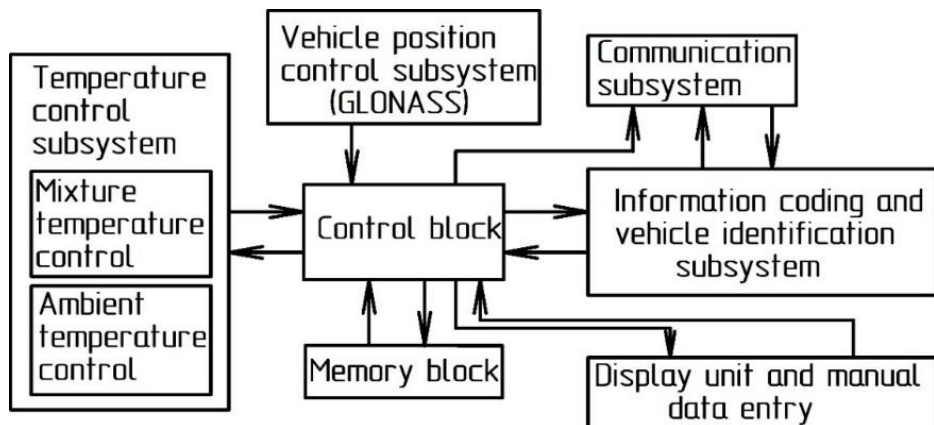 Temperature
control
subsystem
Mixture
temperature
control
Ambient
temperature
control
Vehicle position
control subsystem
(GLONASS)
Control block
Memory block
Communication
subsystem
Information coding and
vehicle identification
subsystem
Display unit and manual
data entry